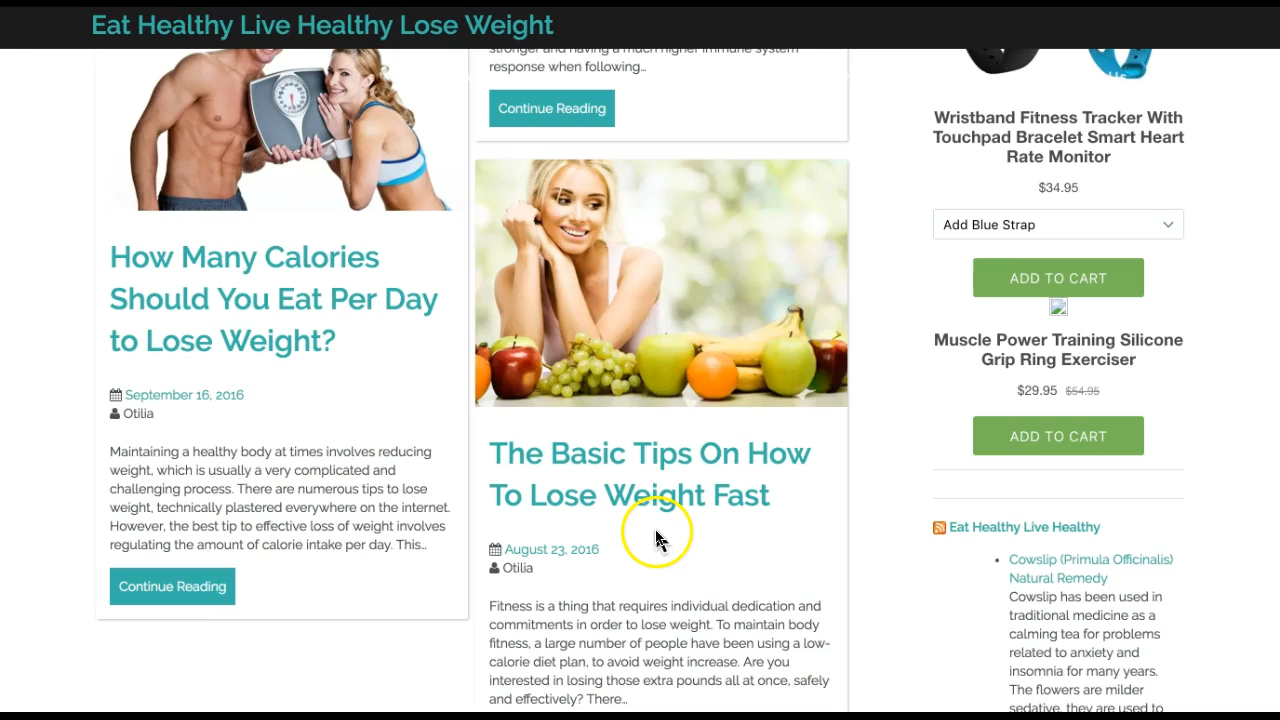 Eat Healthy Live Healthy Lose Weight
How Many Calories
Should You Eat Per Day
to Lose Weight?
September 16, 2016
Otilia
Maintaining a healthy body at times involves reducing
weight, which is usually a very complicated and
challenging process. There are numerous tips to lose
weight, technically plastered everywhere on the internet.
However, the best tip to effective loss of weight involves
regulating the amount of calorie intake per day. This…
Continue Reading
stronger and having a much higher immune system
response when following…
Continue Reading
The Basic Tips On How
To Lose Weight Fast
August 23, 2016
Otilia
Fitness is a thing that requires individual dedication and
commitments in order to lose weight. To maintain body
fitness, a large number of people have been using a low-
calorie diet plan, to avoid weight increase. Are you
interested in losing those extra pounds all at once, safely
and effectively? There…
Wristband Fitness Tracker With
Touchpad Bracelet Smart Heart
Rate Monitor
$34.95
Add Blue Strap
ADD TO CART
Muscle Power Training Silicone
Grip Ring Exerciser
$29.95 $54.95
ADD TO CART
Eat Healthy Live Healthy
Cowslip (Primula Officinalis)
Natural Remedy
Cowslip has been used in
traditional medicine as a
calming tea for problems
related to anxiety and
insomnia for many years.
The flowers are milder
sedative, they are used to